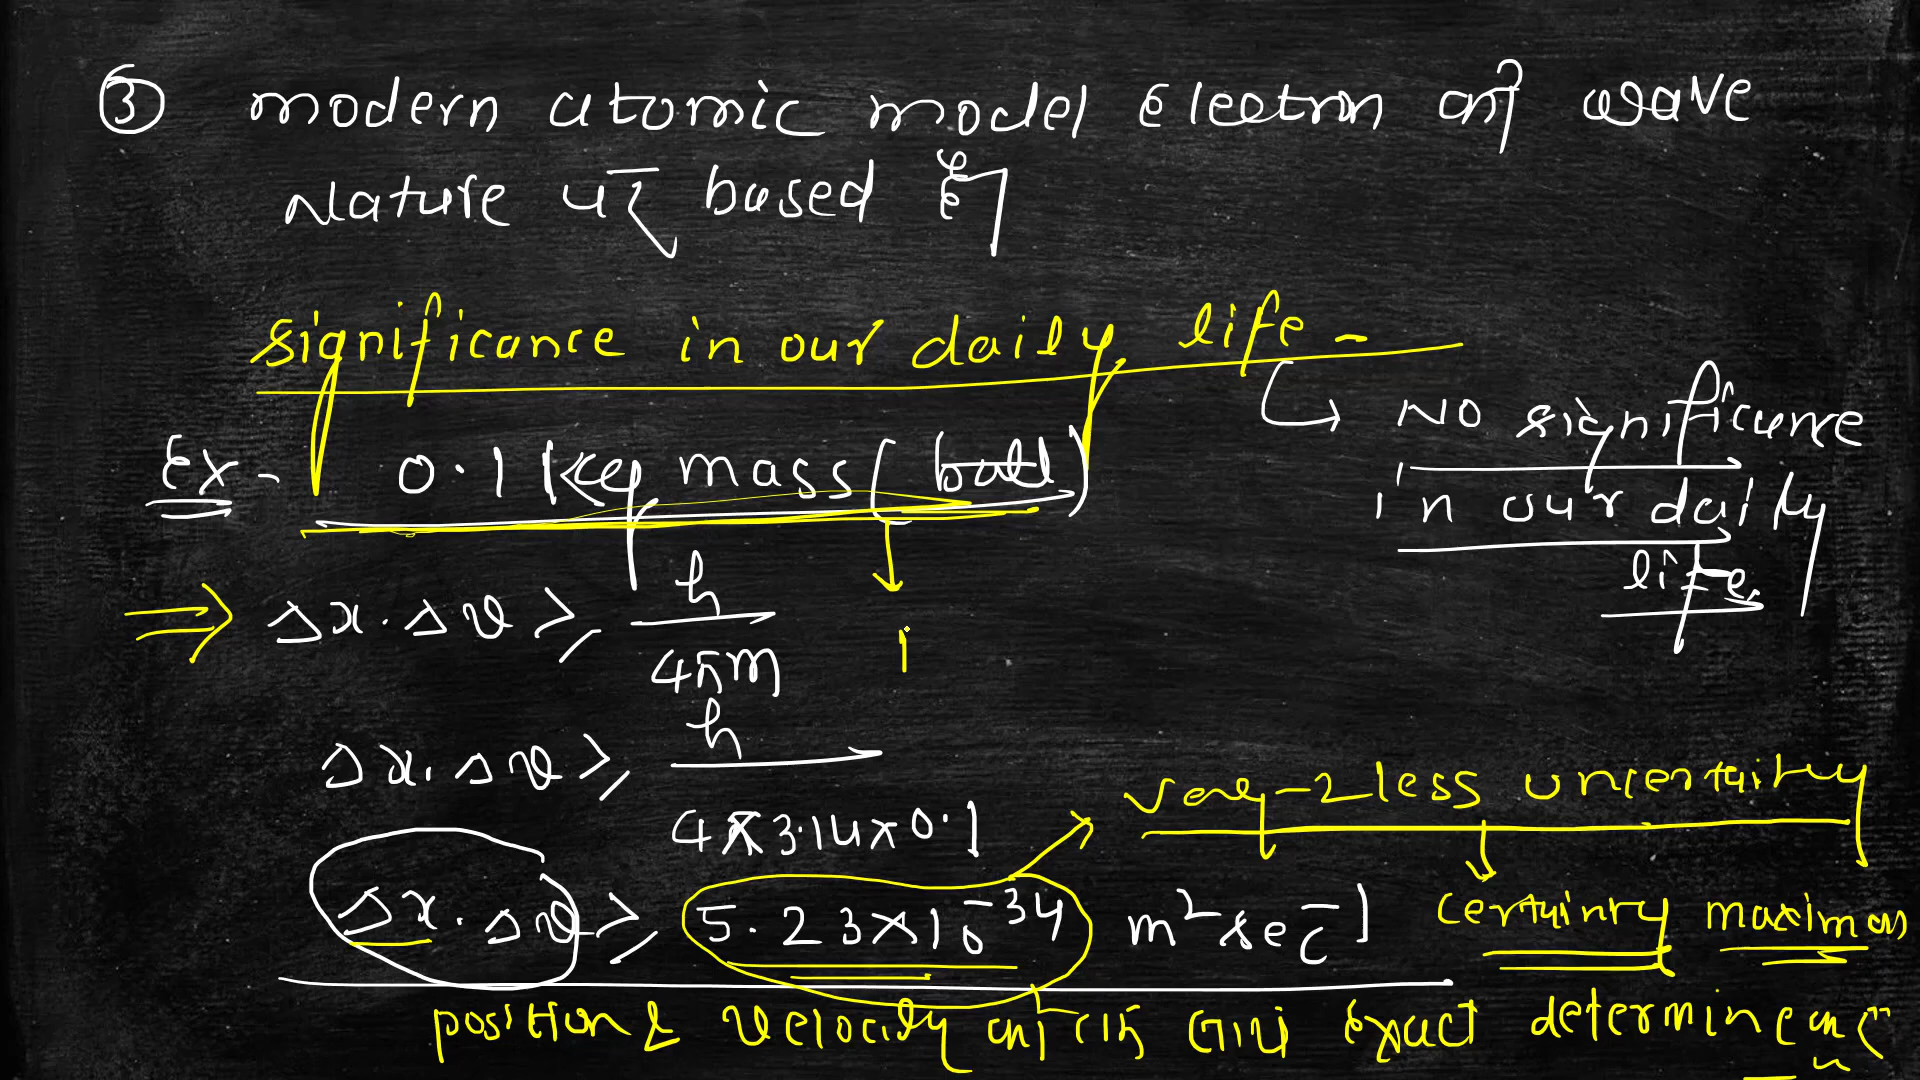 ③ modern atomic model electron की wave
Nature पर based है।
significance in our daily life -
→ NO significance
in our daily
life.
Ex - 0.1 kg mass (ball)
⇒ Δx.Δv ≥ h/4πm
Δx.Δv ≥ h/4×3.14×0.1
very-2 less uncertainty
Δx.Δv ≥ 5.23×10^-34 m² sec^-1
certainty maximum
position & velocity को exact determine